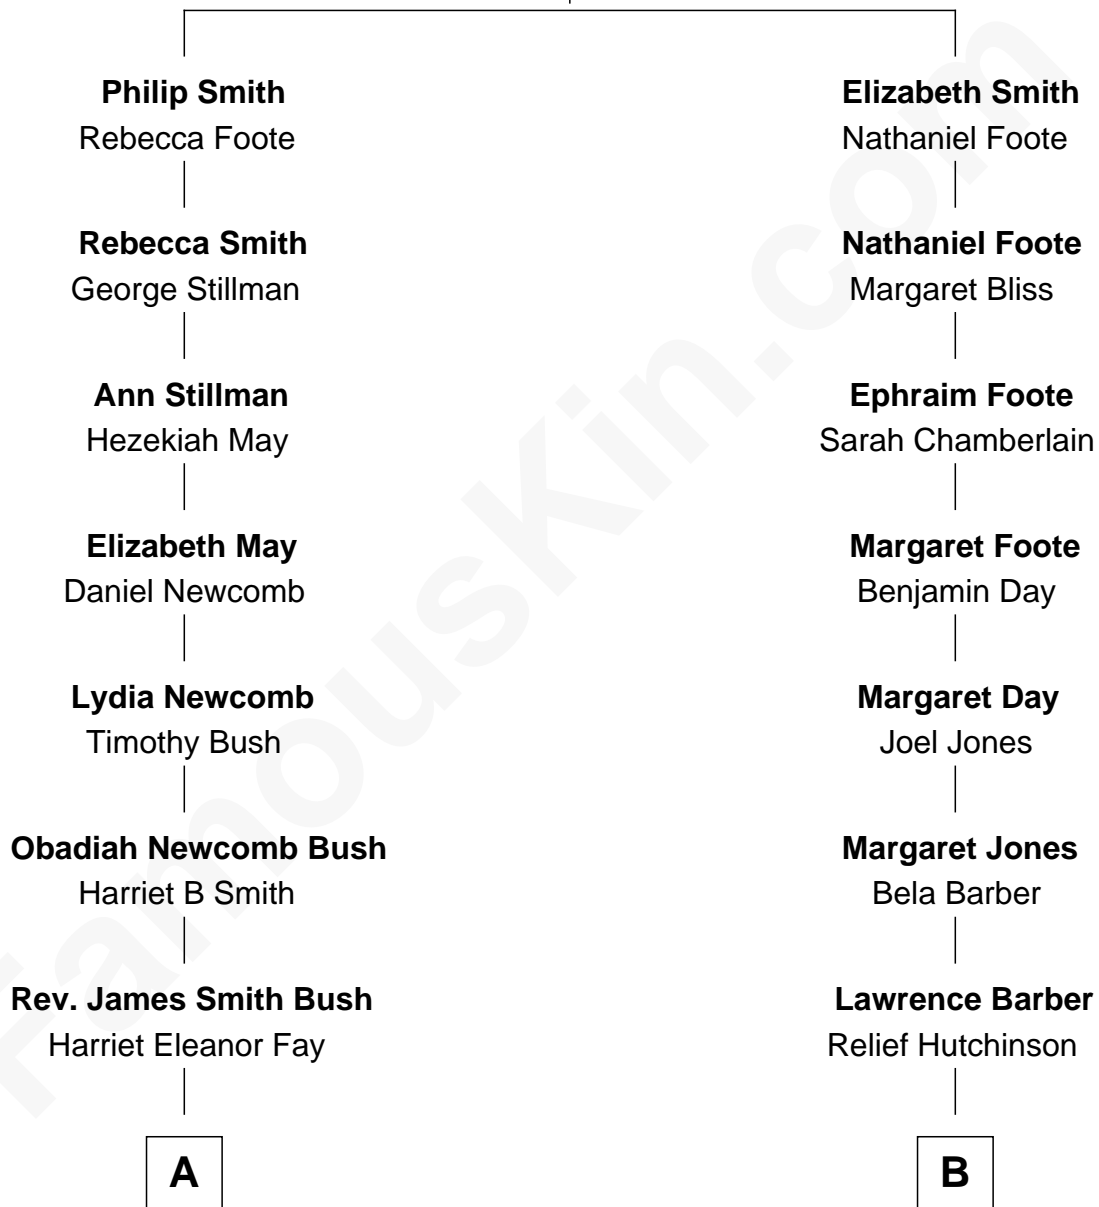 Philip Smith
Rebecca Foote
Elizabeth Smith
Nathaniel Foote
Rebecca Smith
George Stillman
Nathaniel Foote
Margaret Bliss
Ann Stillman
Hezekiah May
Ephraim Foote
Sarah Chamberlain
Elizabeth May
Daniel Newcomb
Margaret Foote
Benjamin Day
Lydia Newcomb
Timothy Bush
Margaret Day
Joel Jones
Obadiah Newcomb Bush
Harriet B Smith
Margaret Jones
Bela Barber
Rev. James Smith Bush
Harriet Eleanor Fay
Lawrence Barber
Relief Hutchinson
A
B
FamousKin.com